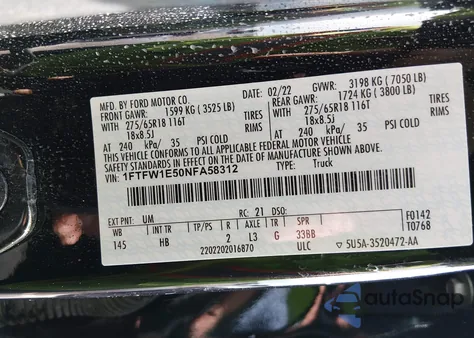 MFD. BY FORD MOTOR CO.
DATE: 02/22 GVWR: 3198 KG ( 7050 LB)
FRONT GAWR: 1599 KG ( 3525 LB) REAR GAWR: 1724 KG ( 3800 LB)
WITH 275/65R18 116T TIRES WITH 275/65R18 116T TIRES
18x8.5J RIMS 18x8.5J RIMS
AT 240 kPa/ 35 PSI COLD AT 240 kPa/ 35 PSI COLD
THIS VEHICLE CONFORMS TO ALL APPLICABLE FEDERAL MOTOR VEHICLE
SAFETY STANDARDS IN EFFECT ON THE DATE OF MANUFACTURE SHOWN ABOVE.
VIN: 1FTFW1E50NFA58312 TYPE: Truck
EXT PNT: UM RC: 21 DSO:
WB INT TR TP/PS R AXLE TR SPR F0142
145 HB 2 L3 G 33BB T0768
2202202016870 ULC ▽ 5U5A-3520472-AA
autoSnap